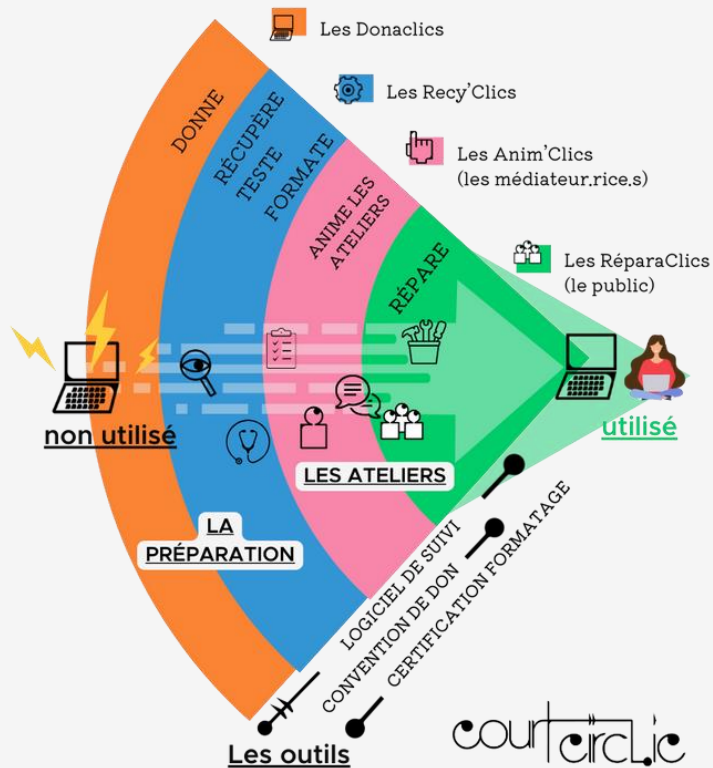 Les Donaclics
Les Recy'Clics
Les Anim'Clics
(les médiateur.rice.s)
Les RéparaClics
(le public)
DONNE
RÉCUPÈRE
TESTE
FORMATE
ANIME LES
ATELIERS
RÉPARE
non utilisé
utilisé
LES ATELIERS
LA
PRÉPARATION
LOGICIEL DE SUIVI
CONVENTION DE DON
CERTIFICATION FORMATAGE
Les outils
court circLic